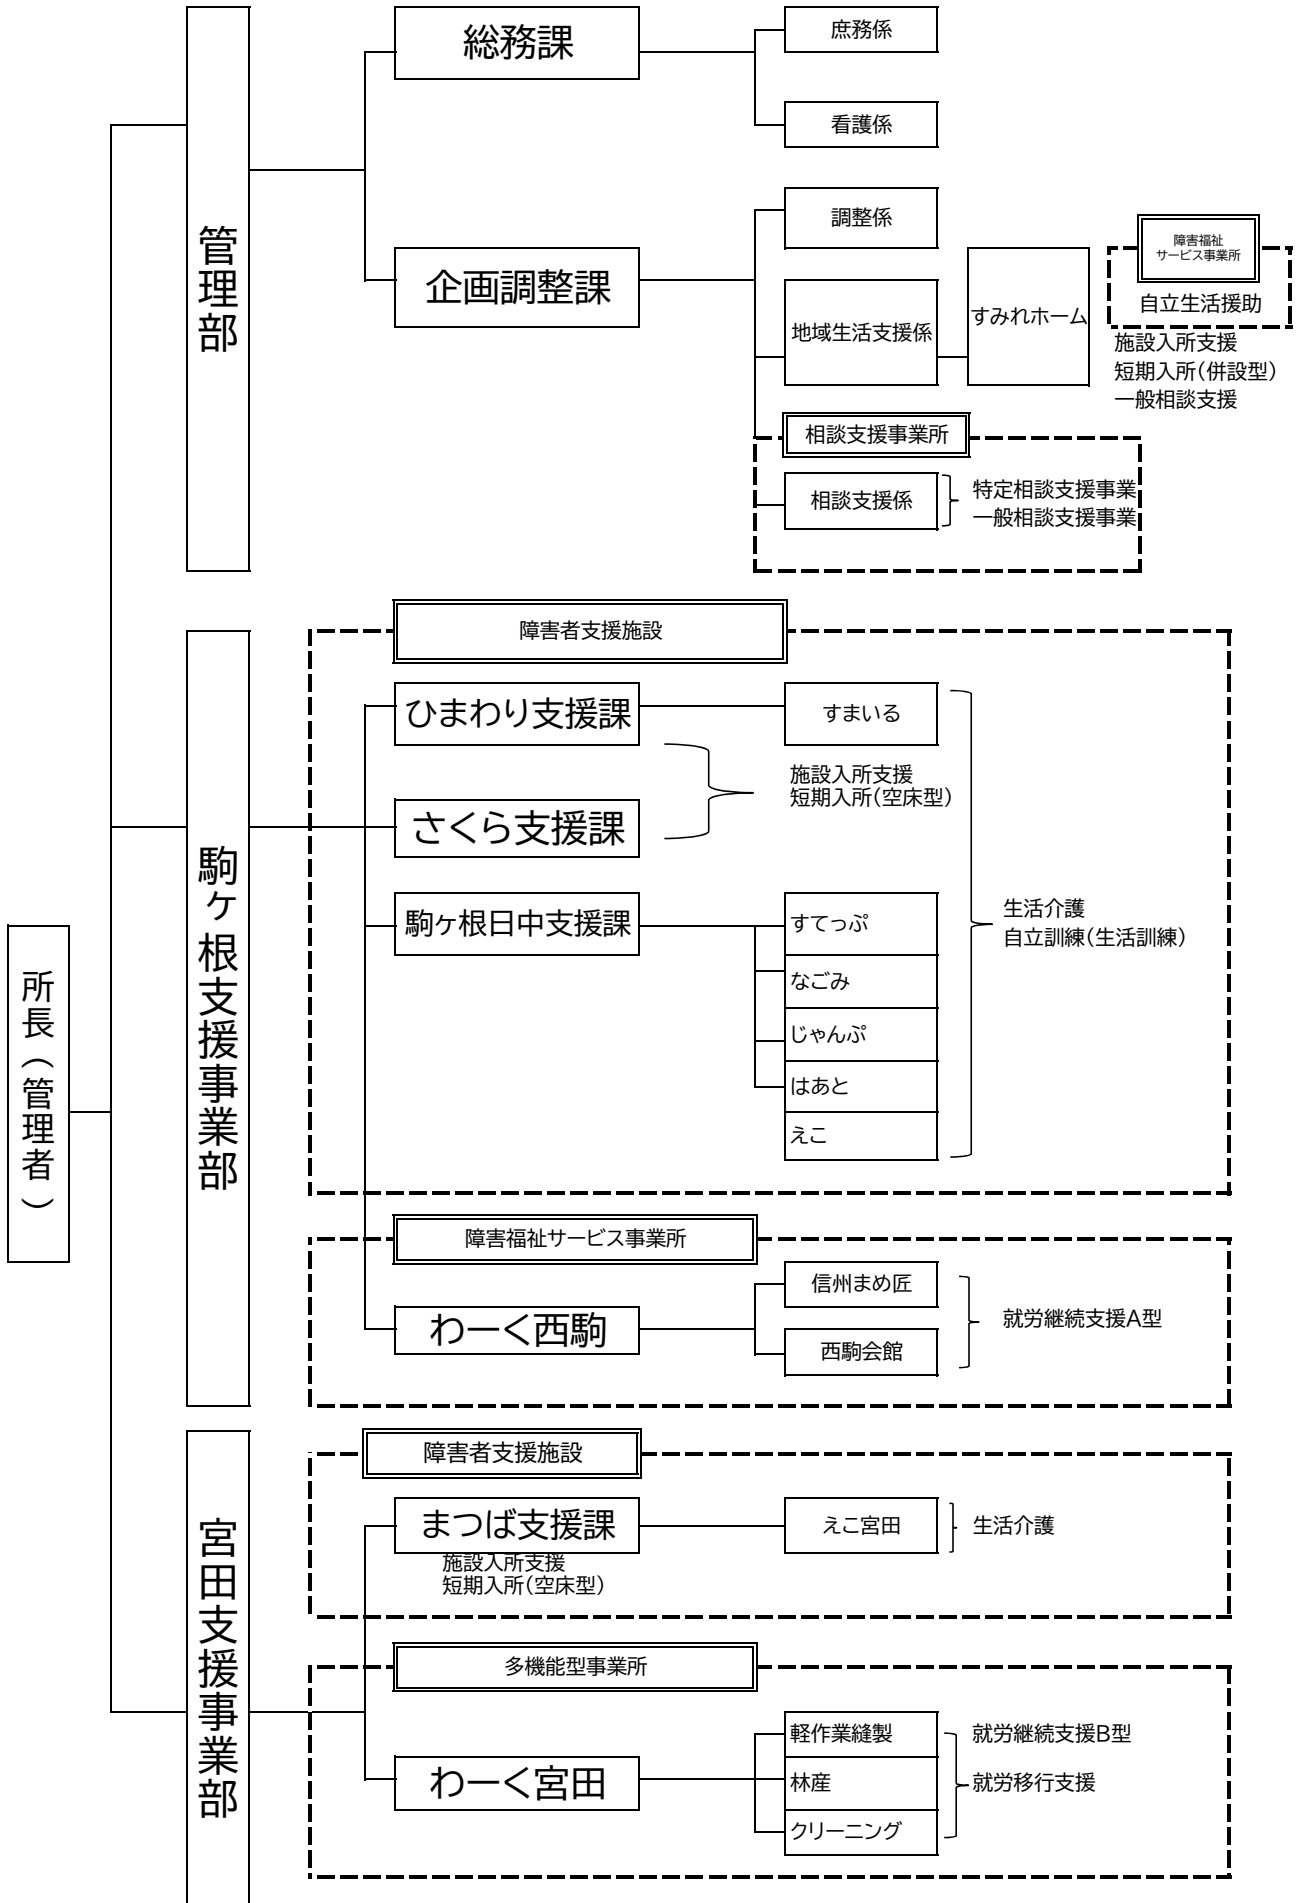 所長（管理者）
管理部
総務課
庶務係
看護係
企画調整課
調整係
地域生活支援係
すみれホーム
障害福祉
サービス事業所
自立生活援助
施設入所支援
短期入所（併設型）
一般相談支援
相談支援事業所
相談支援係
特定相談支援事業
一般相談支援事業
駒ヶ根支援事業部
障害者支援施設
ひまわり支援課
すまいる
施設入所支援
短期入所（空床型）
さくら支援課
駒ヶ根日中支援課
すてっぷ
なごみ
じゃんぷ
はあと
えこ
生活介護
自立訓練（生活訓練）
障害福祉サービス事業所
わーく西駒
信州まめ匠
西駒会館
就労継続支援A型
宮田支援事業部
障害者支援施設
まつば支援課
施設入所支援
短期入所（空床型）
えこ宮田
生活介護
多機能型事業所
わーく宮田
軽作業縫製
林産
クリーニング
就労継続支援B型
就労移行支援